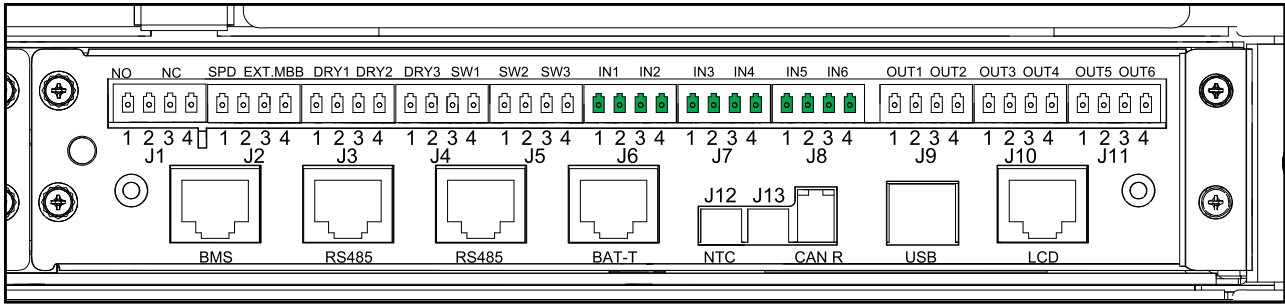 NO NC SPD EXT.MBB DRY1 DRY2 DRY3 SW1 SW2 SW3 IN1 IN2 IN3 IN4 IN5 IN6 OUT1 OUT2 OUT3 OUT4 OUT5 OUT6
1 2 3 4 1 2 3 4 1 2 3 4 1 2 3 4 1 2 3 4 1 2 3 4 1 2 3 4 1 2 3 4 1 2 3 4 1 2 3 4 1 2 3 4
J1 J2 J3 J4 J5 J6 J7 J8 J9 J10 J11
J12 J13
BMS RS485 RS485 BAT-T NTC CAN R USB LCD